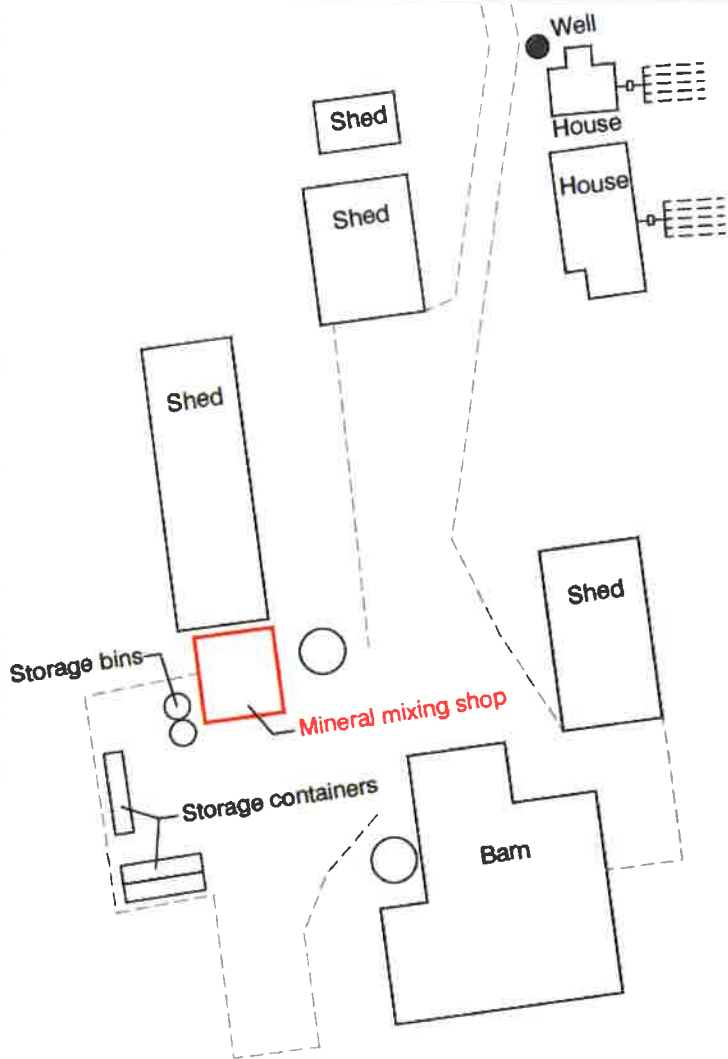 Well
Shed
House
House
Shed
Shed
Shed
Storage bins
Mineral mixing shop
Storage containers
Barn